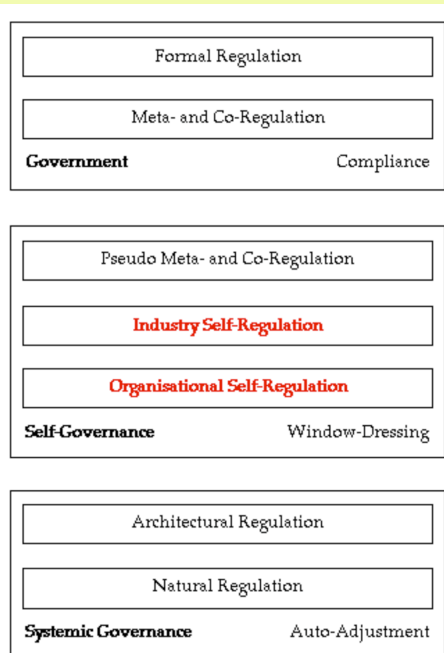 Formal Regulation
Meta- and Co-Regulation
Government Compliance
Pseudo Meta- and Co-Regulation
Industry Self-Regulation
Organisational Self-Regulation
Self-Governance Window-Dressing
Architectural Regulation
Natural Regulation
Systemic Governance Auto-Adjustment